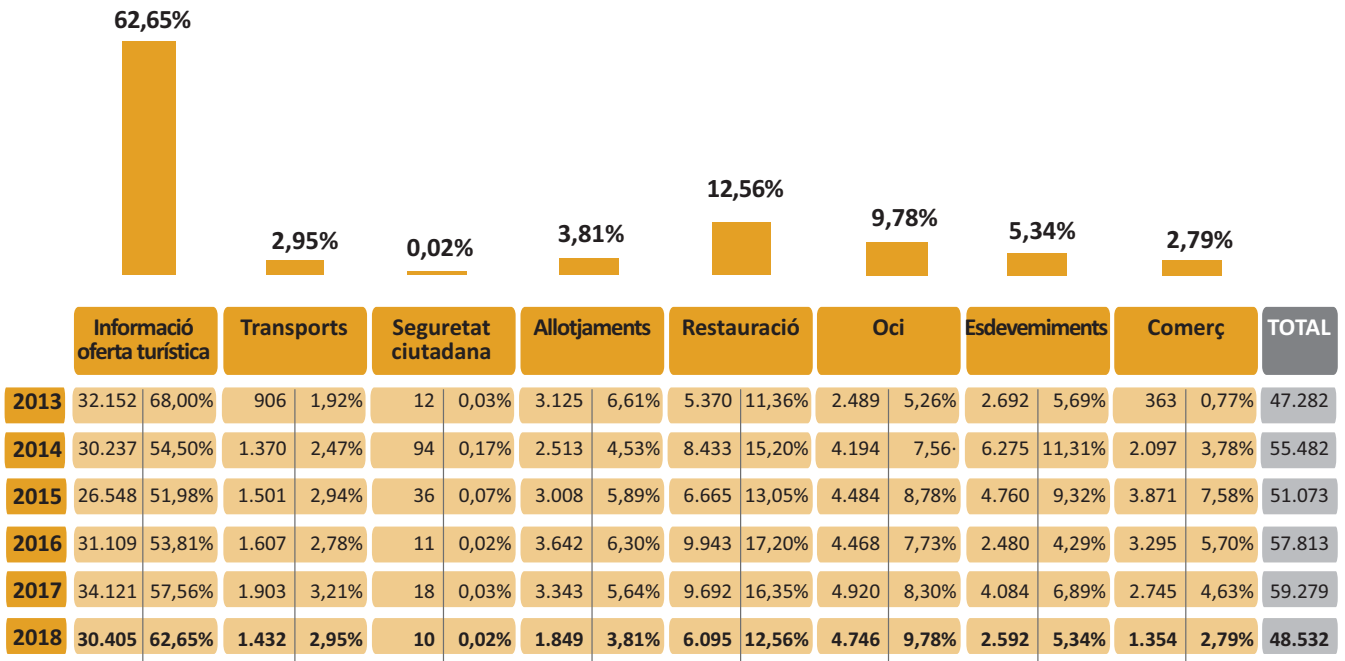 62,65%
2,95%
0,02%
3,81%
12,56%
9,78%
5,34%
2,79%
Informació oferta turística Transports Seguretat ciutadana Allotjaments Restauració Oci Esdevemiments Comerç TOTAL
2013 32.152 68,00% 906 1,92% 12 0,03% 3.125 6,61% 5.370 11,36% 2.489 5,26% 2.692 5,69% 363 0,77% 47.282
2014 30.237 54,50% 1.370 2,47% 94 0,17% 2.513 4,53% 8.433 15,20% 4.194 7,56· 6.275 11,31% 2.097 3,78% 55.482
2015 26.548 51,98% 1.501 2,94% 36 0,07% 3.008 5,89% 6.665 13,05% 4.484 8,78% 4.760 9,32% 3.871 7,58% 51.073
2016 31.109 53,81% 1.607 2,78% 11 0,02% 3.642 6,30% 9.943 17,20% 4.468 7,73% 2.480 4,29% 3.295 5,70% 57.813
2017 34.121 57,56% 1.903 3,21% 18 0,03% 3.343 5,64% 9.692 16,35% 4.920 8,30% 4.084 6,89% 2.745 4,63% 59.279
2018 30.405 62,65% 1.432 2,95% 10 0,02% 1.849 3,81% 6.095 12,56% 4.746 9,78% 2.592 5,34% 1.354 2,79% 48.532